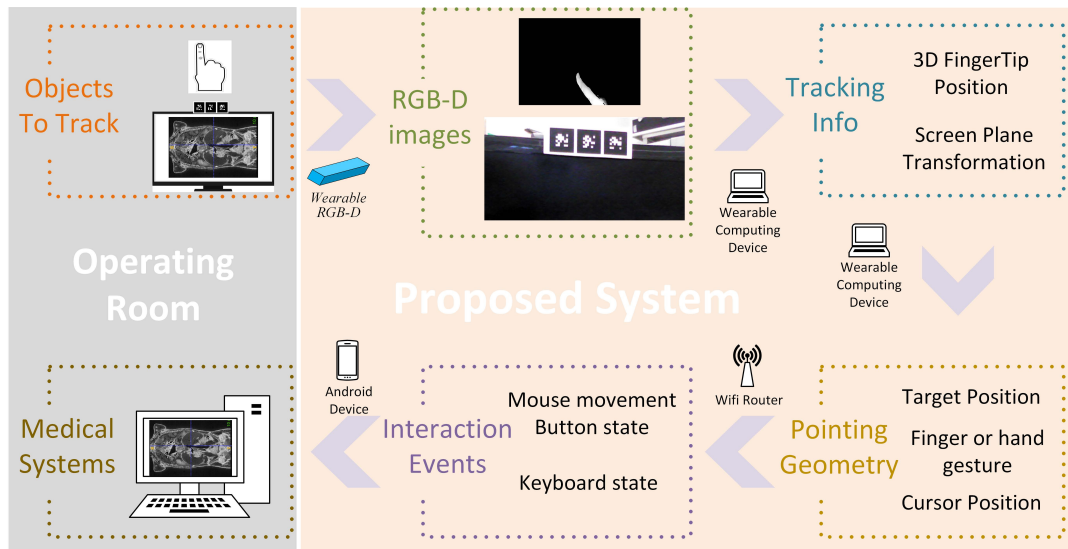 Objects
To Track
Wearable
RGB-D
RGB-D
images
Wearable
Computing
Device
Tracking
Info
3D FingerTip
Position
Screen Plane
Transformation
Wearable
Computing
Device
Operating
Room
Proposed System
Pointing
Geometry
Target Position
Finger or hand
gesture
Cursor Position
Wifi Router
Interaction
Events
Mouse movement
Button state
Keyboard state
Android
Device
Medical
Systems